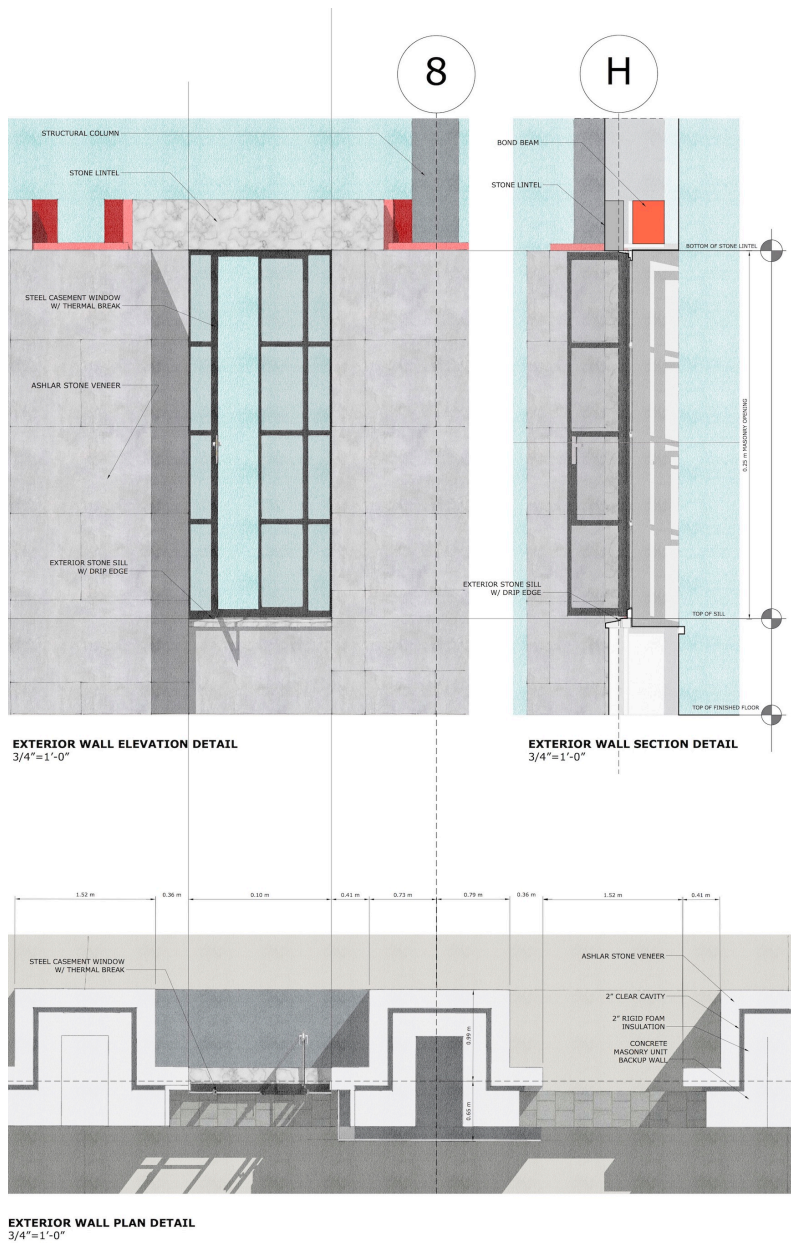 8
H
STRUCTURAL COLUMN
STONE LINTEL
STEEL CASEMENT WINDOW
W/ THERMAL BREAK
ASHLAR STONE VENEER
EXTERIOR STONE SILL
W/ DRIP EDGE
BOND BEAM
STONE LINTEL
BOTTOM OF STONE LINTEL
0.25 m MASONRY OPENING
EXTERIOR STONE SILL
W/ DRIP EDGE
TOP OF SILL
TOP OF FINISHED FLOOR
EXTERIOR WALL ELEVATION DETAIL
3/4"=1'-0"
EXTERIOR WALL SECTION DETAIL
3/4"=1'-0"
1.52 m
0.36 m
0.10 m
0.41 m
0.73 m
0.79 m
0.36 m
1.52 m
0.41 m
STEEL CASEMENT WINDOW
W/ THERMAL BREAK
ASHLAR STONE VENEER
2" CLEAR CAVITY
2" RIGID FOAM
INSULATION
CONCRETE
MASONRY UNIT
BACKUP WALL
0.99 m
0.65 m
EXTERIOR WALL PLAN DETAIL
3/4"=1'-0"